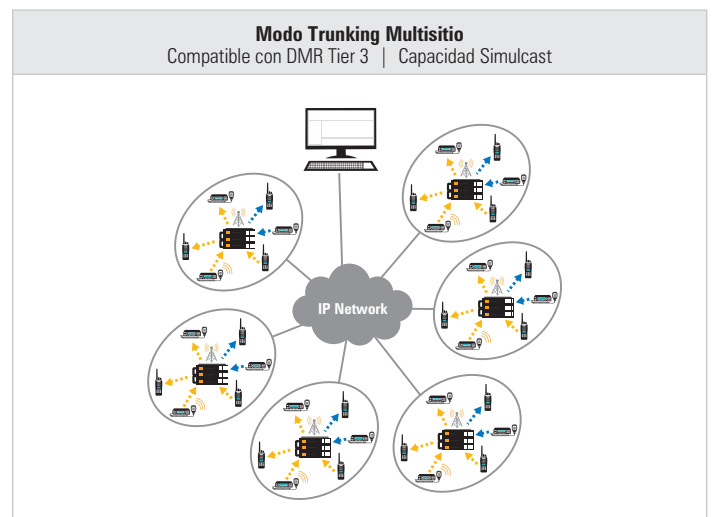 Modo Trunking Multisitio
Compatible con DMR Tier 3 | Capacidad Simulcast
IP Network